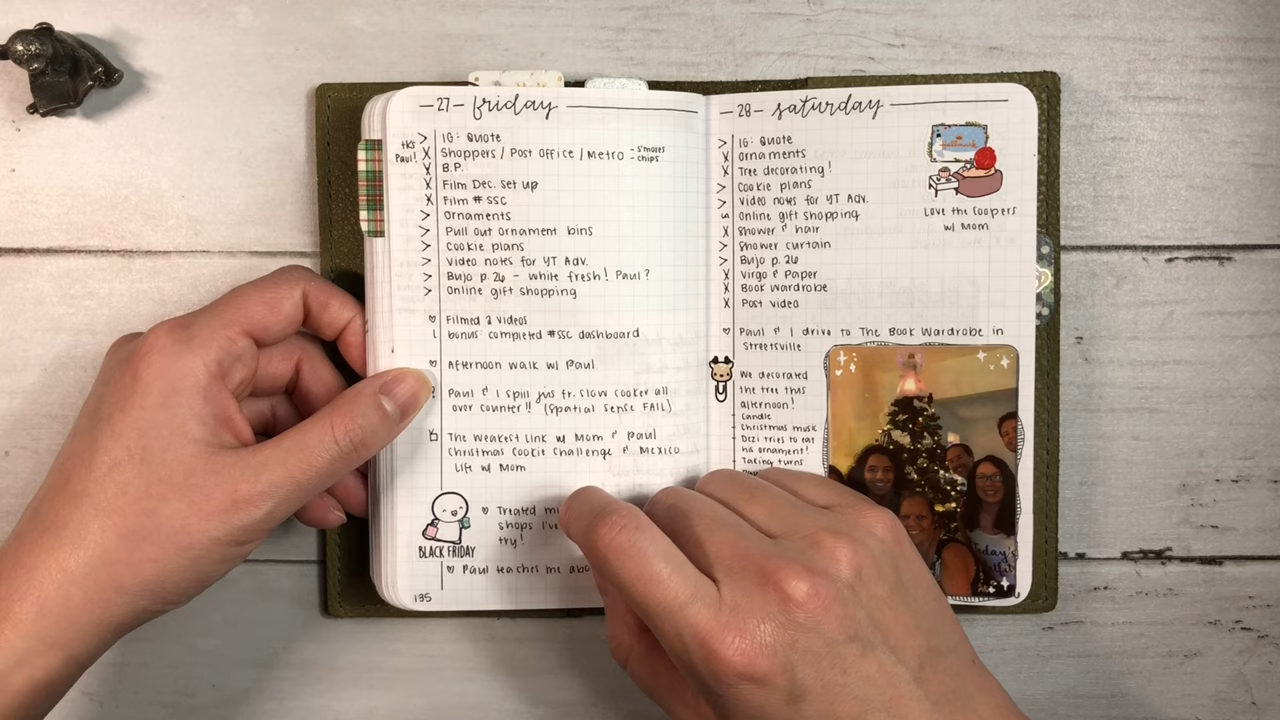 27 - friday
tks Paul!
> IG: Quote
X Shoppers / Post Office / Metro - s'mores - chips
X B.P.
X Film Dec. set up
X Film #SSC
> Ornaments
> Pull out ornament bins
> Cookie plans
> Video notes for YT Adv.
> Bujo p. 26 - white fresh! Paul?
> Online gift shopping
♡ Filmed 2 videos
bonus: completed #SSC dashboard
♡ Afternoon walk w/ Paul
Paul & I spill jus fr. slow cooker all
over counter!! (spatial sense FAIL)
The Weakest Link w/ Mom & Paul
Christmas Cookie Challenge & Mexico
Life w/ Mom
BLACK FRIDAY
♡ Treated
shops I've
try!
♡ Paul teaches me
135
28 - saturday
> IG: Quote
X Ornaments
X Tree decorating!
> Cookie plans
> Video notes for YT Adv.
Online gift shopping
X Shower & hair
> Shower curtain
> Bujo p. 26
X Virgo & Paper
X Book Wardrobe
X Post video
Hallmark
Love the Coopers
w/ Mom
♡ Paul & I drive to The Book Wardrobe in
Streetsville
We decorated
the tree this
afternoon!
- Candle
- Christmas music
- Dezi tries to eat
his ornament!
- Taking turns